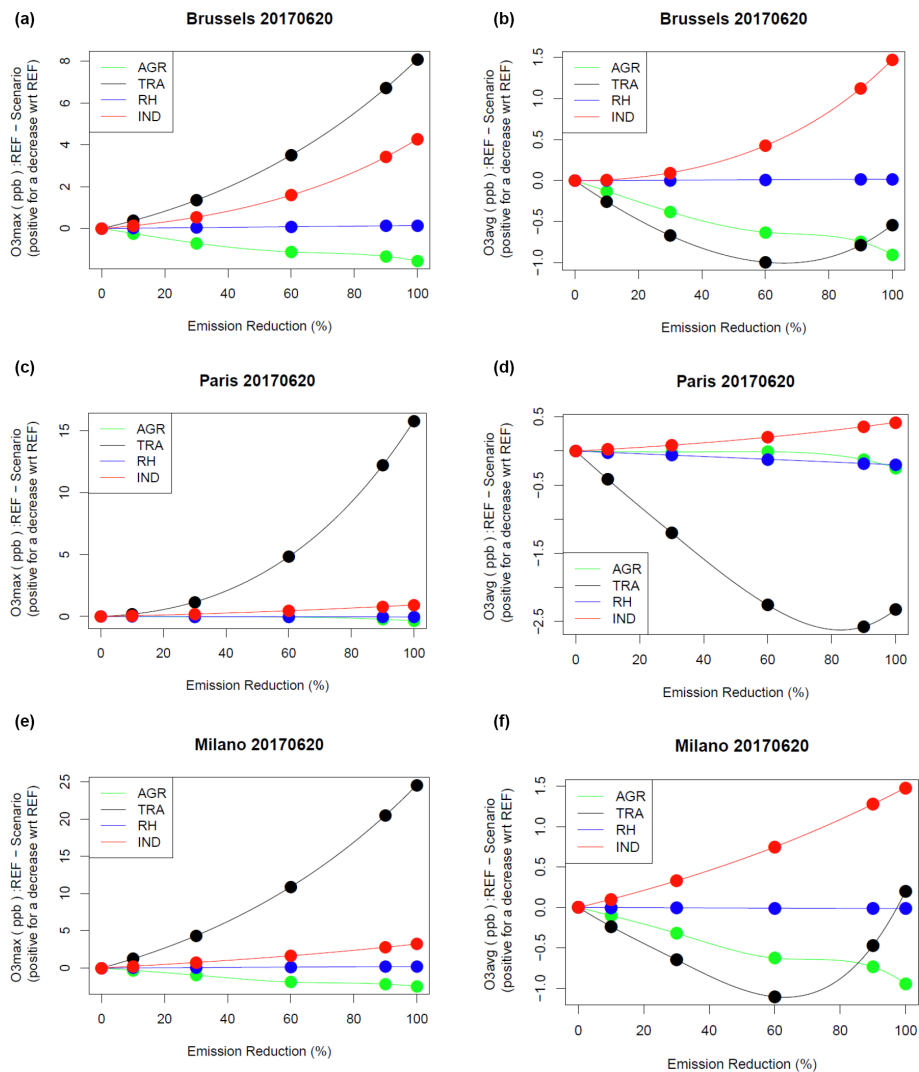 (a)
Brussels 20170620
O3max ( ppb ) :REF − Scenario
(positive for a decrease wrt REF)
8
6
4
2
0
AGR
TRA
RH
IND
0 20 40 60 80 100
Emission Reduction (%)
(b)
Brussels 20170620
O3avg ( ppb ) :REF − Scenario
(positive for a decrease wrt REF)
1.5
1.0
0.5
0.0
−0.5
−1.0
AGR
TRA
RH
IND
0 20 40 60 80 100
Emission Reduction (%)
(c)
Paris 20170620
O3max ( ppb ) :REF − Scenario
(positive for a decrease wrt REF)
15
10
5
0
AGR
TRA
RH
IND
0 20 40 60 80 100
Emission Reduction (%)
(d)
Paris 20170620
O3avg ( ppb ) :REF − Scenario
(positive for a decrease wrt REF)
0.5
−0.5
−1.5
−2.5
AGR
TRA
RH
IND
0 20 40 60 80 100
Emission Reduction (%)
(e)
Milano 20170620
O3max ( ppb ) :REF − Scenario
(positive for a decrease wrt REF)
25
20
15
10
5
0
AGR
TRA
RH
IND
0 20 40 60 80 100
Emission Reduction (%)
(f)
Milano 20170620
O3avg ( ppb ) :REF − Scenario
(positive for a decrease wrt REF)
1.5
1.0
0.5
0.0
−1.0
AGR
TRA
RH
IND
0 20 40 60 80 100
Emission Reduction (%)